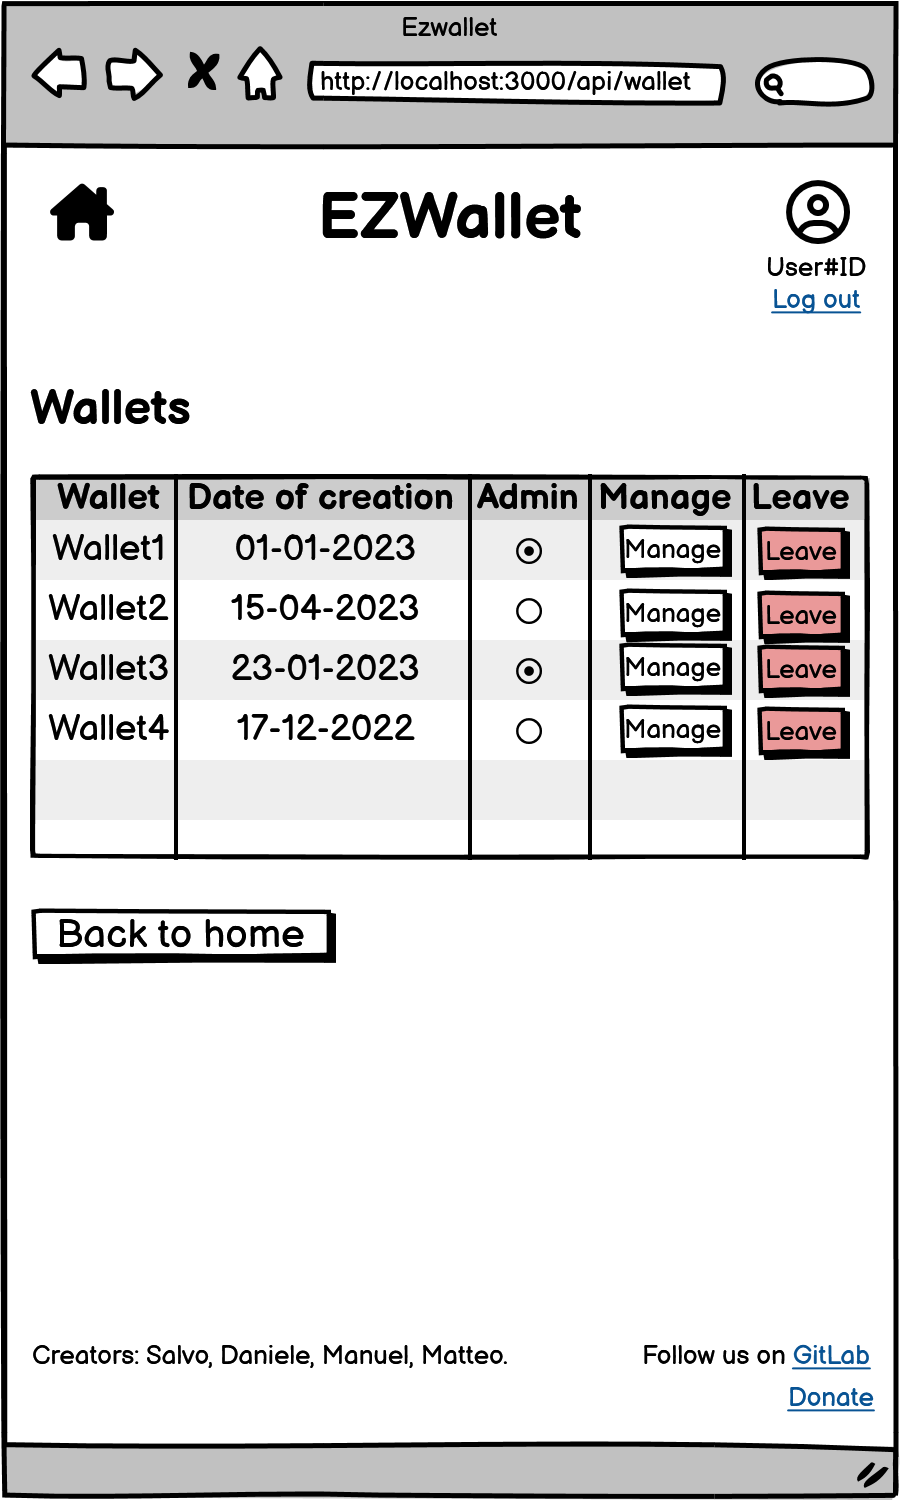 Ezwallet
http://localhost:3000/api/wallet
EZWallet
User#ID
Log out
Wallets
Wallet Date of creation Admin Manage Leave
Wallet1 01-01-2023 Manage Leave
Wallet2 15-04-2023 Manage Leave
Wallet3 23-01-2023 Manage Leave
Wallet4 17-12-2022 Manage Leave
Back to home
Creators: Salvo, Daniele, Manuel, Matteo. Follow us on GitLab
Donate